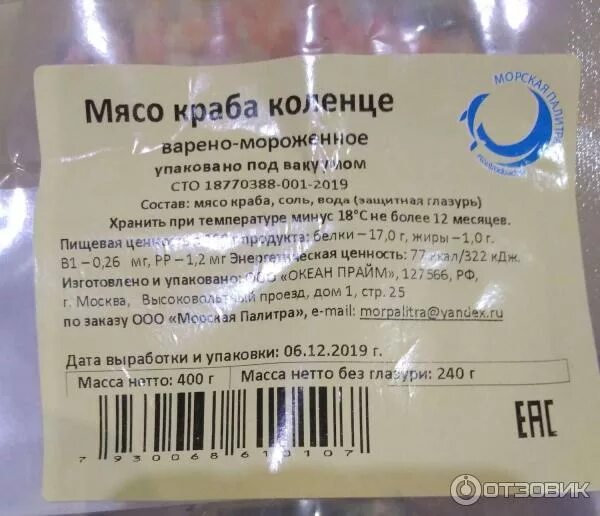 МОРСКАЯ ПАЛИТРА
Мясо краба коленце
варено-мороженное
упаковано под вакуумом
СТО 18770388-001-2019
Состав: мясо краба, соль, вода (защитная глазурь)
Хранить при температуре минус 18°С не более 12 месяцев.
Пищевая ценность продукта: белки – 17,0 г, жиры –1,0 г.
В1 – 0,26 мг, РР – 1,2 мг Энергетическая ценность: 77 ккал/322 кДж.
Изготовлено и упаковано: ООО «ОКЕАН ПРАЙМ», 127566, РФ,
г. Москва, Высоковольтный проезд, дом 1, стр. 25
по заказу ООО «Морская Палитра», e-mail: morpalitra@yandex.ru
Дата выработки и упаковки: 06.12.2019 г.
Масса нетто: 400 г Масса нетто без глазури: 240 г
7 930068 610107
EAC
ОТЗОВИК